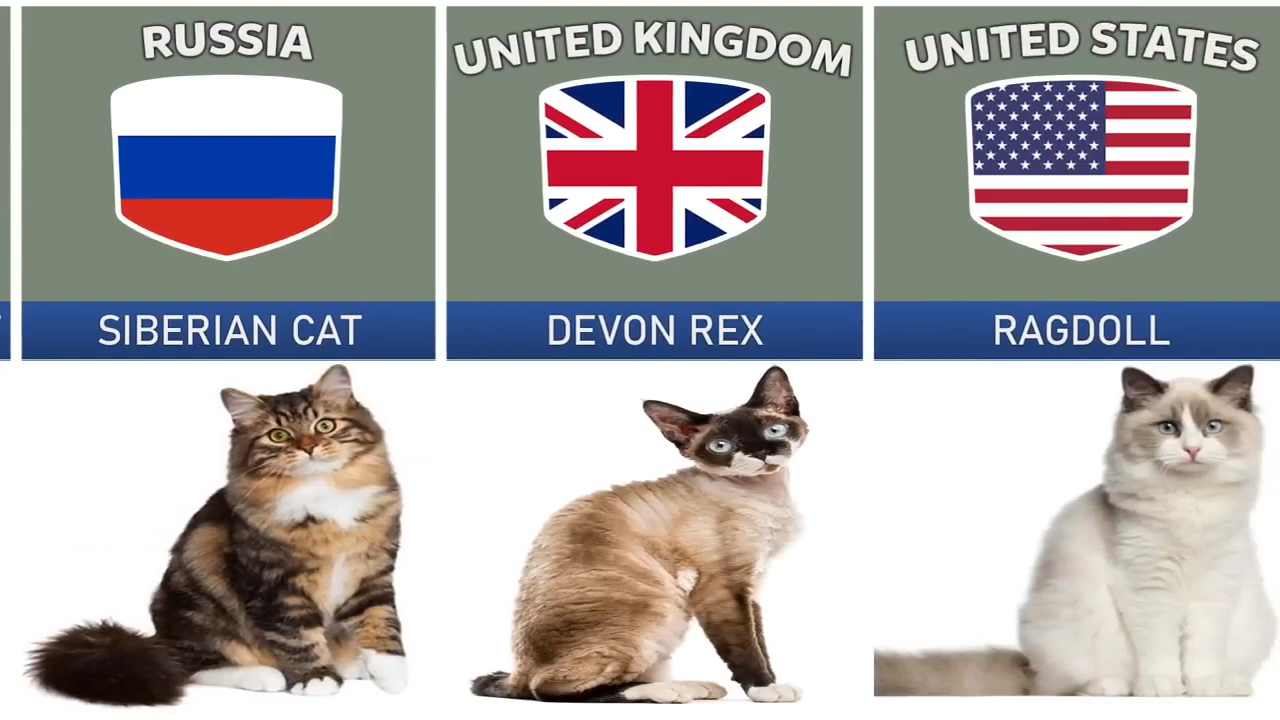 RUSSIA
SIBERIAN CAT
UNITED KINGDOM
DEVON REX
UNITED STATES
RAGDOLL